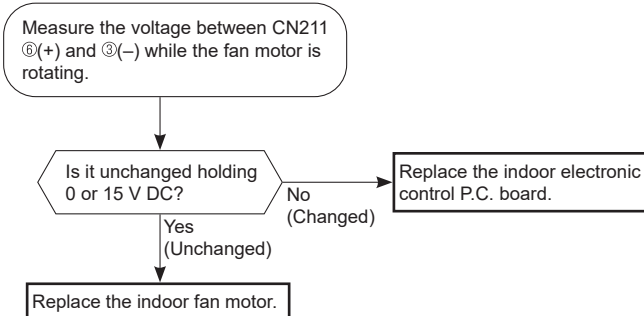 Measure the voltage between CN211
⑥(+) and ③(–) while the fan motor is
rotating.
Is it unchanged holding
0 or 15 V DC?
No
(Changed)
Replace the indoor electronic
control P.C. board.
Yes
(Unchanged)
Replace the indoor fan motor.